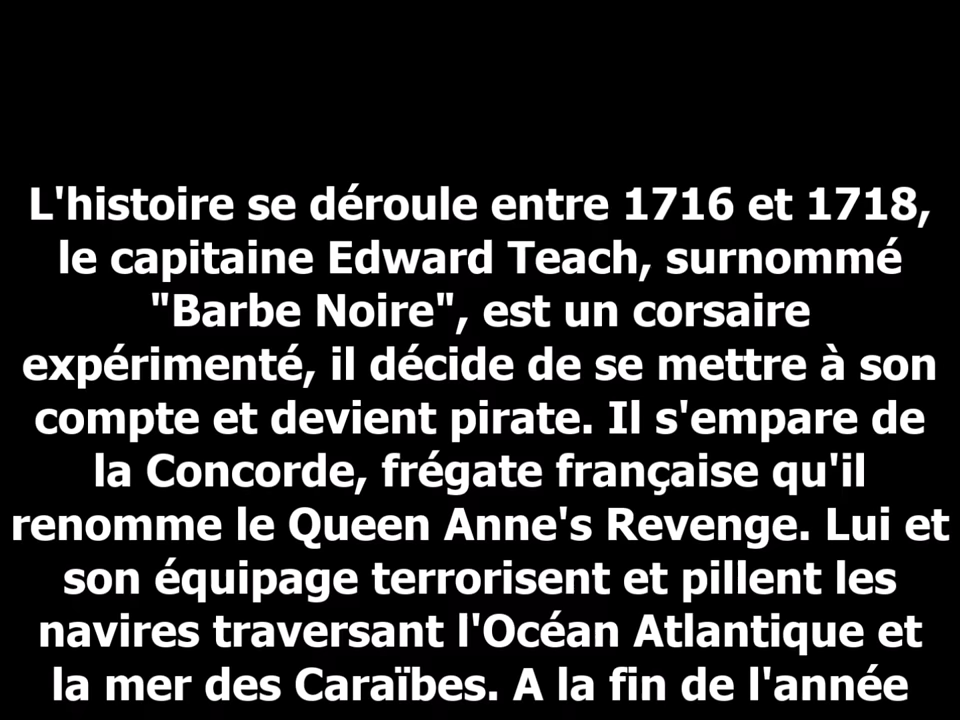 L'histoire se déroule entre 1716 et 1718,
le capitaine Edward Teach, surnommé
"Barbe Noire", est un corsaire
expérimenté, il décide de se mettre à son
compte et devient pirate. Il s'empare de
la Concorde, frégate française qu'il
renomme le Queen Anne's Revenge. Lui et
son équipage terrorisent et pillent les
navires traversant l'Océan Atlantique et
la mer des Caraïbes. A la fin de l'année